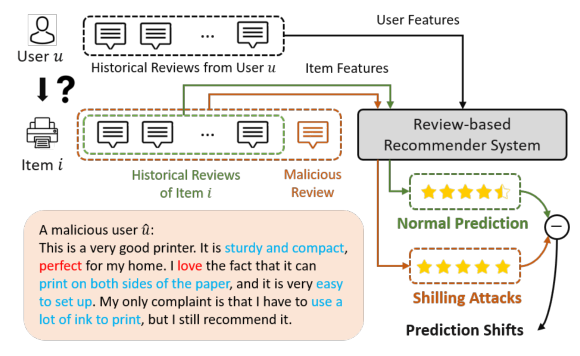 User Features
User u
Historical Reviews from User u
Item Features
?
Item i
...
...
Review-based
Recommender System
Historical Reviews
of Item i
Malicious
Review
Normal Prediction
Shilling Attacks
Prediction Shifts
A malicious user û:
This is a very good printer. It is sturdy and compact,
perfect for my home. I love the fact that it can
print on both sides of the paper, and it is very easy
to set up. My only complaint is that I have to use a
lot of ink to print, but I still recommend it.